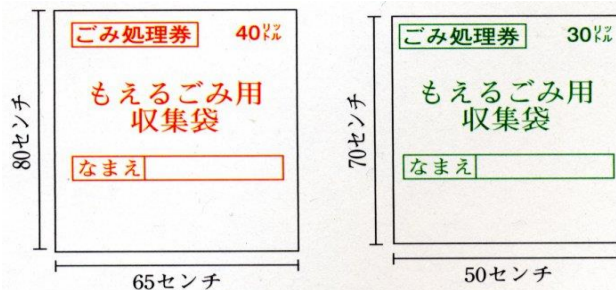 ごみ処理券 40リットル
もえるごみ用
収集袋
なまえ
80センチ
65センチ
ごみ処理券 30リットル
もえるごみ用
収集袋
なまえ
70センチ
50センチ